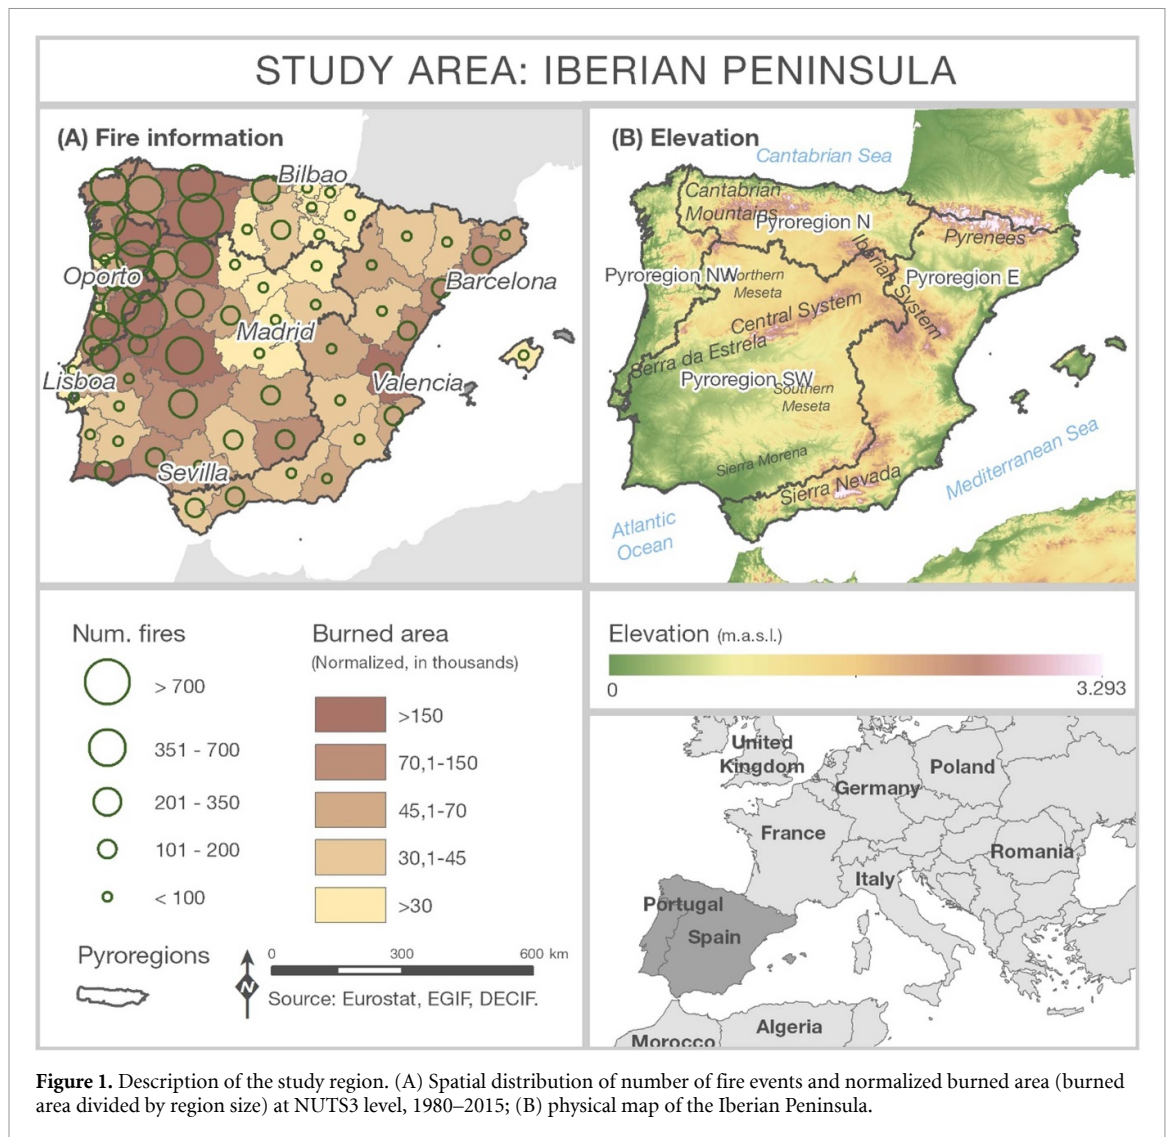 STUDY AREA: IBERIAN PENINSULA
(A) Fire information
Bilbao
Oporto
Barcelona
Madrid
Lisboa
Valencia
Sevilla
(B) Elevation
Cantabrian Sea
Cantabrian
Mountains
Pyroregion N
Pyrenees
Iberian System
Pyroregion NW
Northern
Meseta
Pyroregion E
Central System
Serra da Estrela
Pyroregion SW
Southern
Meseta
Sierra Morena
Sierra Nevada
Mediterranean Sea
Atlantic
Ocean
Num. fires
> 700
351 - 700
201 - 350
101 - 200
< 100
Pyroregions
Burned area
(Normalized, in thousands)
>150
70,1-150
45,1-70
30,1-45
>30
N
0 300 600 km
Source: Eurostat, EGIF, DECIF.
Elevation (m.a.s.l.)
0 3.293
United
Kingdom
Poland
Germany
France
Romania
Italy
Portugal
Spain
Algeria
Morocco
Figure 1. Description of the study region. (A) Spatial distribution of number of fire events and normalized burned area (burned
area divided by region size) at NUTS3 level, 1980–2015; (B) physical map of the Iberian Peninsula.